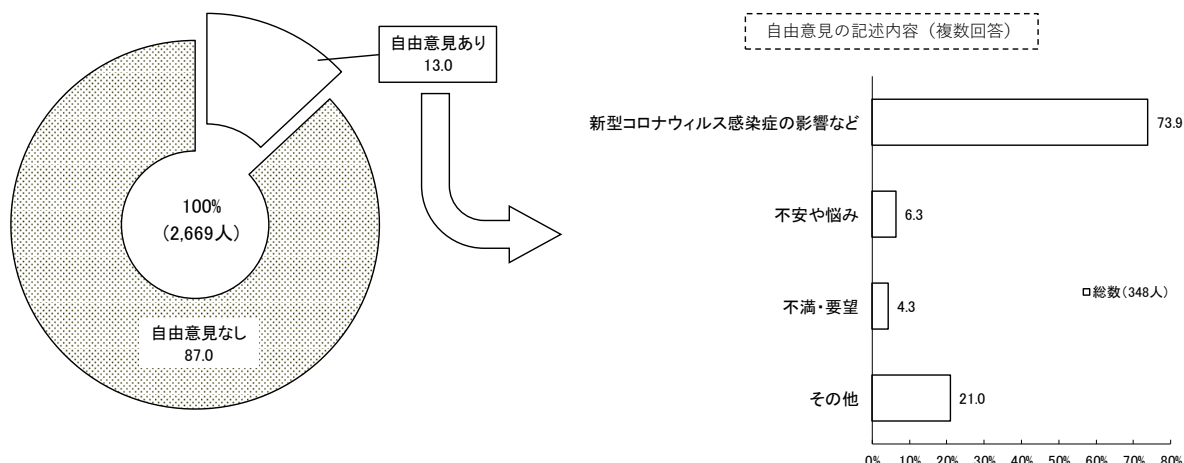 自由意見あり
13.0
100%
（2,669人）
自由意見なし
87.0
自由意見の記述内容（複数回答）
新型コロナウィルス感染症の影響など
73.9
不安や悩み
6.3
不満・要望
4.3
その他
21.0
総数（348人）
0% 10% 20% 30% 40% 50% 60% 70% 80%